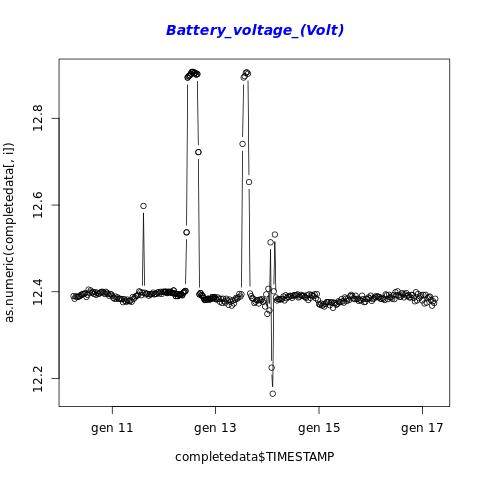 Battery_voltage_(Volt)
as.numeric(completedata[, i])
12.8
12.6
12.4
12.2
gen 11 gen 13 gen 15 gen 17
completedata$TIMESTAMP